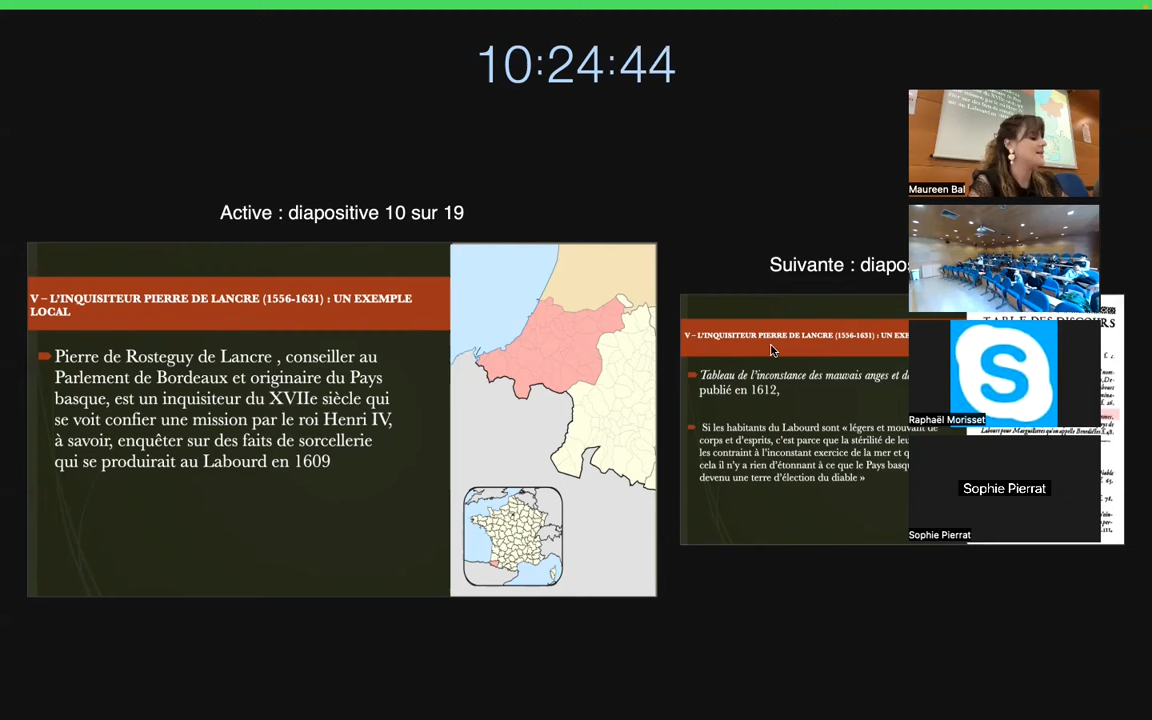 10:24:44
Active : diapositive 10 sur 19
V – L'INQUISITEUR PIERRE DE LANCRE (1556-1631) : UN EXEMPLE
LOCAL
Pierre de Rosteguy de Lancre , conseiller au
Parlement de Bordeaux et originaire du Pays
basque, est un inquisiteur du XVIIe siècle qui
se voit confier une mission par le roi Henri IV,
à savoir, enquêter sur des faits de sorcellerie
qui se produirait au Labourd en 1609
Suivante : diapos
V – L'INQUISITEUR PIERRE DE LANCRE (1556-1631) : UN EXE
Tableau de l'inconstance des mauvais anges et d
publié en 1612,
Si les habitants du Labourd sont « légers et mouvant de
corps et d'esprits, c'est parce que la stérilité de leu
les contraint à l'inconstant exercice de la mer et q
cela il n'y a rien d'étonnant à ce que le Pays basqu
devenu une terre d'élection du diable »
Maureen Bal
S
Raphaël Morisset
Sophie Pierrat
Sophie Pierrat